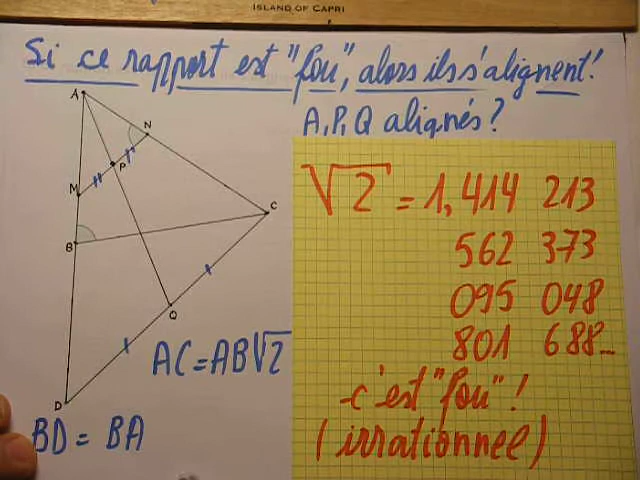 ISLAND OF CAPRI
Si ce rapport est "fou", alors ils s'alignent!
A, P, Q alignés?
A
N
P
M
B
C
Q
D
AC = AB√2
BD = BA
√2 = 1,414 213
562 373
095 048
801 688...
c'est "fou"!
(irrationnel)